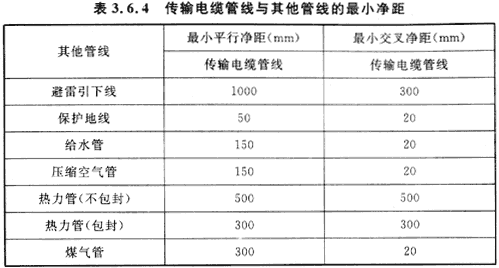 表 3.6.4 传输电缆管线与其他管线的最小净距
其他管线 最小平行净距(mm) 最小交叉净距(mm)
传输电缆管线 传输电缆管线
避雷引下线 1000 300
保护地线 50 20
给水管 150 20
压缩空气管 150 20
热力管(不包封) 500 500
热力管(包封) 300 300
煤气管 300 20